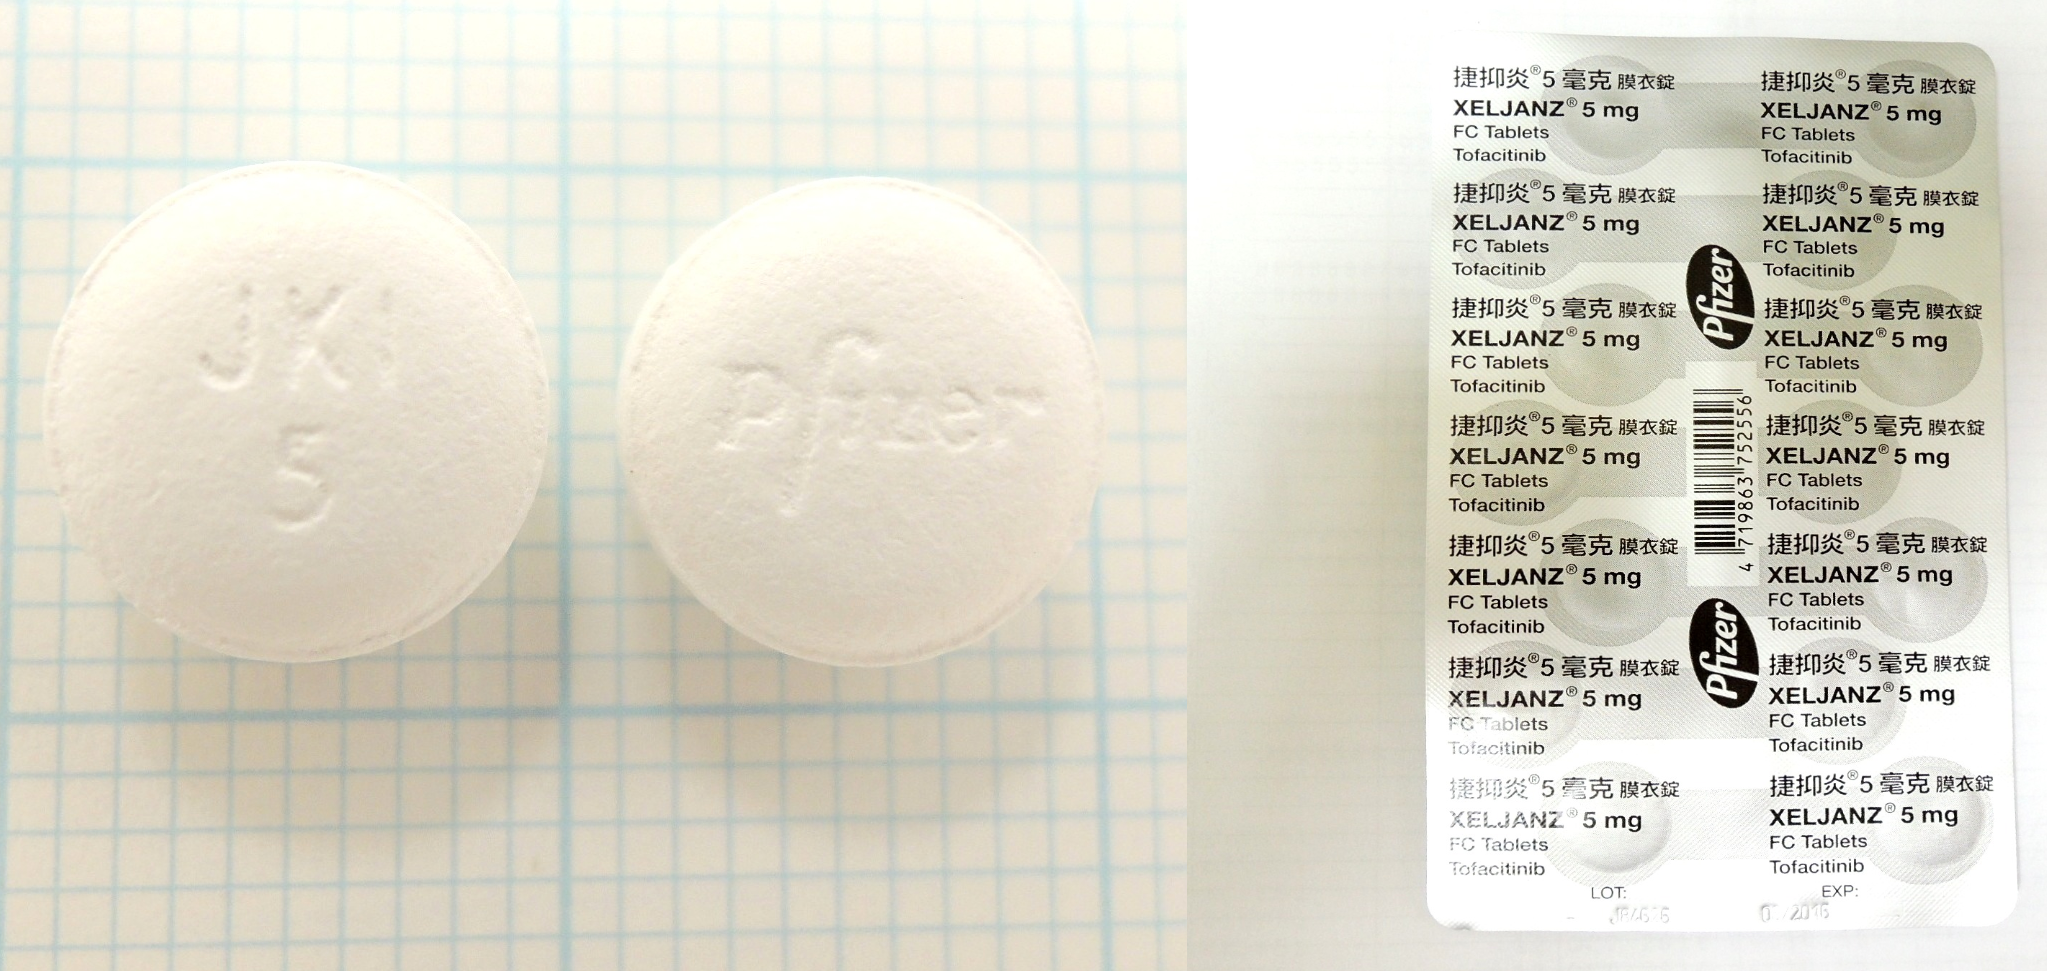 JKI
5
Pfizer
捷抑炎®5 毫克 膜衣錠
XELJANZ® 5 mg
FC Tablets
Tofacitinib
捷抑炎®5 毫克 膜衣錠
XELJANZ® 5 mg
FC Tablets
Tofacitinib
捷抑炎®5 毫克 膜衣錠
XELJANZ® 5 mg
FC Tablets
Tofacitinib
捷抑炎®5 毫克 膜衣錠
XELJANZ® 5 mg
FC Tablets
Tofacitinib
捷抑炎®5 毫克 膜衣錠
XELJANZ® 5 mg
FC Tablets
Tofacitinib
捷抑炎®5 毫克 膜衣錠
XELJANZ® 5 mg
FC Tablets
Tofacitinib
捷抑炎®5 毫克 膜衣錠
XELJANZ® 5 mg
FC Tablets
Tofacitinib
Pfizer
4 719863 752556
Pfizer
捷抑炎®5 毫克 膜衣錠
XELJANZ® 5 mg
FC Tablets
Tofacitinib
捷抑炎®5 毫克 膜衣錠
XELJANZ® 5 mg
FC Tablets
Tofacitinib
捷抑炎®5 毫克 膜衣錠
XELJANZ® 5 mg
FC Tablets
Tofacitinib
捷抑炎®5 毫克 膜衣錠
XELJANZ® 5 mg
FC Tablets
Tofacitinib
捷抑炎®5 毫克 膜衣錠
XELJANZ® 5 mg
FC Tablets
Tofacitinib
捷抑炎®5 毫克 膜衣錠
XELJANZ® 5 mg
FC Tablets
Tofacitinib
捷抑炎®5 毫克 膜衣錠
XELJANZ® 5 mg
FC Tablets
Tofacitinib
LOT:
EXP:
2016